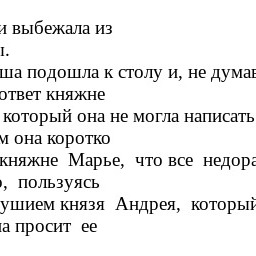 и выбежала из
ы.
ша подошла к столу и, не думав
ответ княжне
который она не могла написать
м она коротко
княжне Марье, что все недора
о, пользуясь
ушием князя Андрея, который
на просит ее